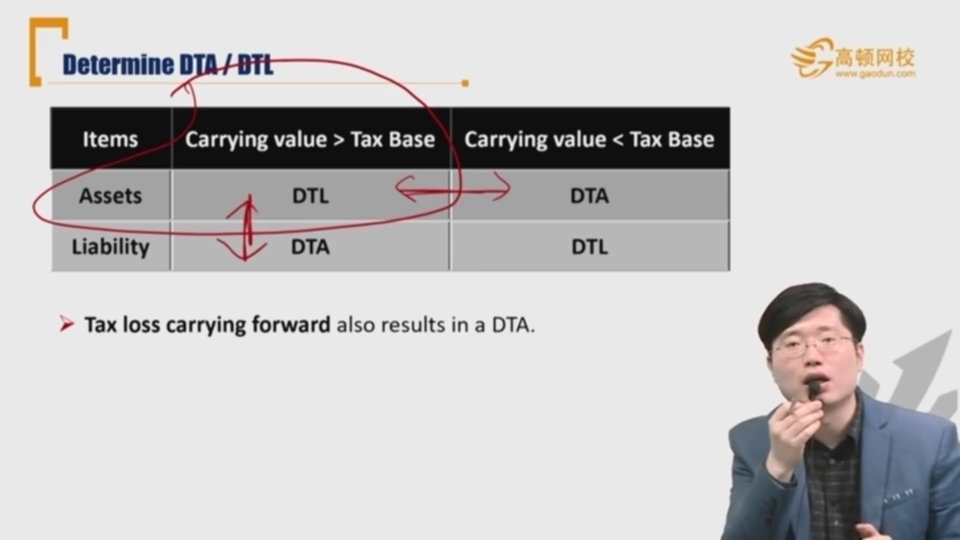 Determine DTA / DTL
高顿网校
www.gaodun.com
Items Carrying value > Tax Base Carrying value < Tax Base
Assets DTL DTA
Liability DTA DTL
Tax loss carrying forward also results in a DTA.